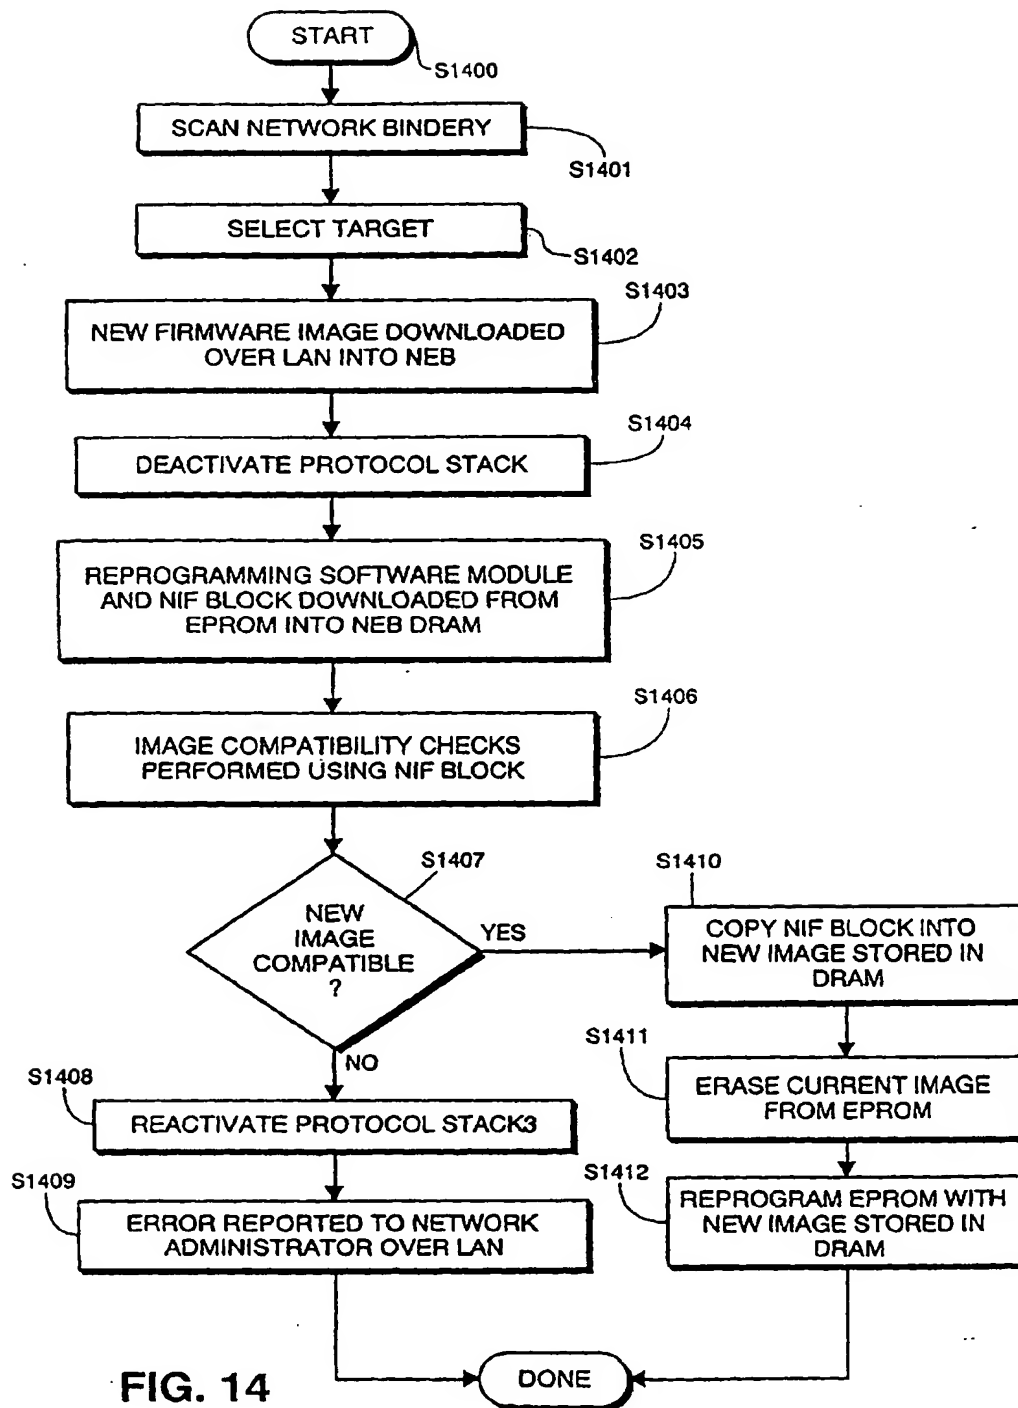 START
S1400
SCAN NETWORK BINDERY
S1401
SELECT TARGET
S1402
S1403
NEW FIRMWARE IMAGE DOWNLOADED
OVER LAN INTO NEB
S1404
DEACTIVATE PROTOCOL STACK
S1405
REPROGRAMMING SOFTWARE MODULE
AND NIF BLOCK DOWNLOADED FROM
EPROM INTO NEB DRAM
S1406
IMAGE COMPATIBILITY CHECKS
PERFORMED USING NIF BLOCK
S1407
NEW
IMAGE
COMPATIBLE
?
YES
NO
S1410
COPY NIF BLOCK INTO
NEW IMAGE STORED IN
DRAM
S1411
ERASE CURRENT IMAGE
FROM EPROM
S1412
REPROGRAM EPROM WITH
NEW IMAGE STORED IN
DRAM
S1408
REACTIVATE PROTOCOL STACK3
S1409
ERROR REPORTED TO NETWORK
ADMINISTRATOR OVER LAN
DONE
FIG. 14